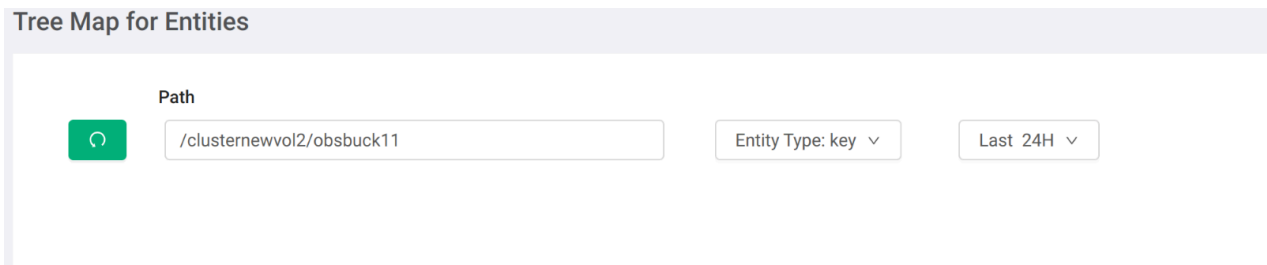 Tree Map for Entities
Path
/clusternewvol2/obsbuck11
Entity Type: key
Last 24H